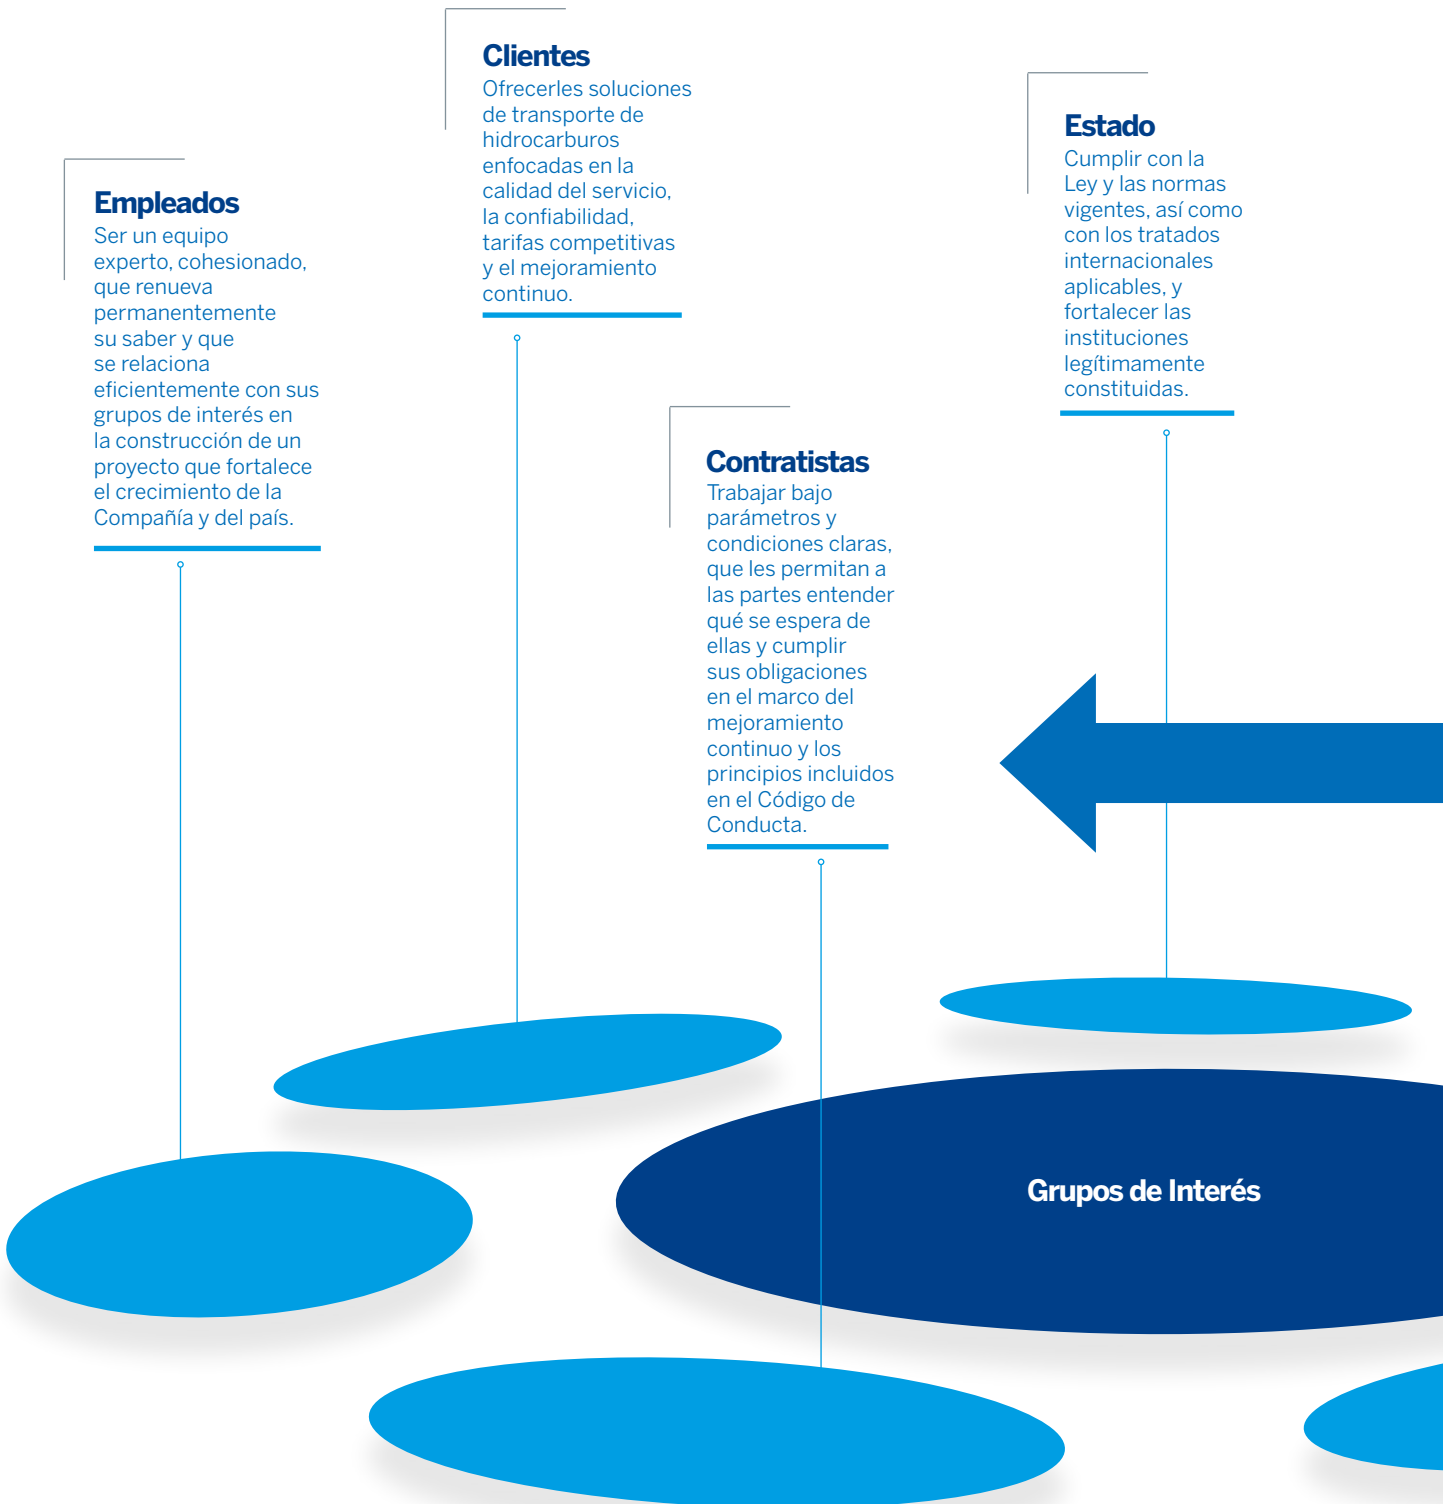 Clientes
Ofrecerles soluciones
de transporte de
hidrocarburos
enfocadas en la
calidad del servicio,
la confiabilidad,
tarifas competitivas
y el mejoramiento
continuo.
Estado
Cumplir con la
Ley y las normas
vigentes, así como
con los tratados
internacionales
aplicables, y
fortalecer las
instituciones
legítimamente
constituidas.
Empleados
Ser un equipo
experto, cohesionado,
que renueva
permanentemente
su saber y que
se relaciona
eficientemente con sus
grupos de interés en
la construcción de un
proyecto que fortalece
el crecimiento de la
Compañía y del país.
Contratistas
Trabajar bajo
parámetros y
condiciones claras,
que les permitan a
las partes entender
qué se espera de
ellas y cumplir
sus obligaciones
en el marco del
mejoramiento
continuo y los
principios incluidos
en el Código de
Conducta.
Grupos de Interés